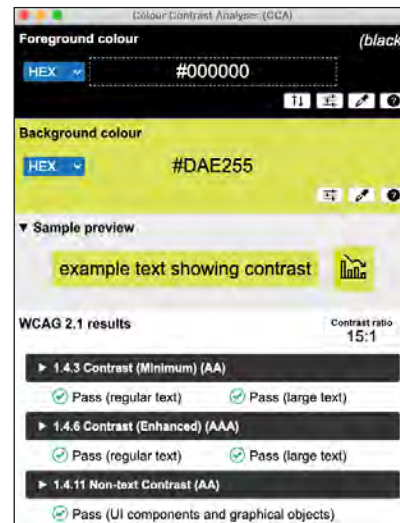 Colour Contrast Analyser (CCA)
Foreground colour (black
HEX #000000
Background colour
HEX #DAE255
▼ Sample preview
example text showing contrast
WCAG 2.1 results Contrast ratio
15:1
► 1.4.3 Contrast (Minimum) (AA)
Pass (regular text) Pass (large text)
► 1.4.6 Contrast (Enhanced) (AAA)
Pass (regular text) Pass (large text)
► 1.4.11 Non-text Contrast (AA)
Pass (UI components and graphical objects)